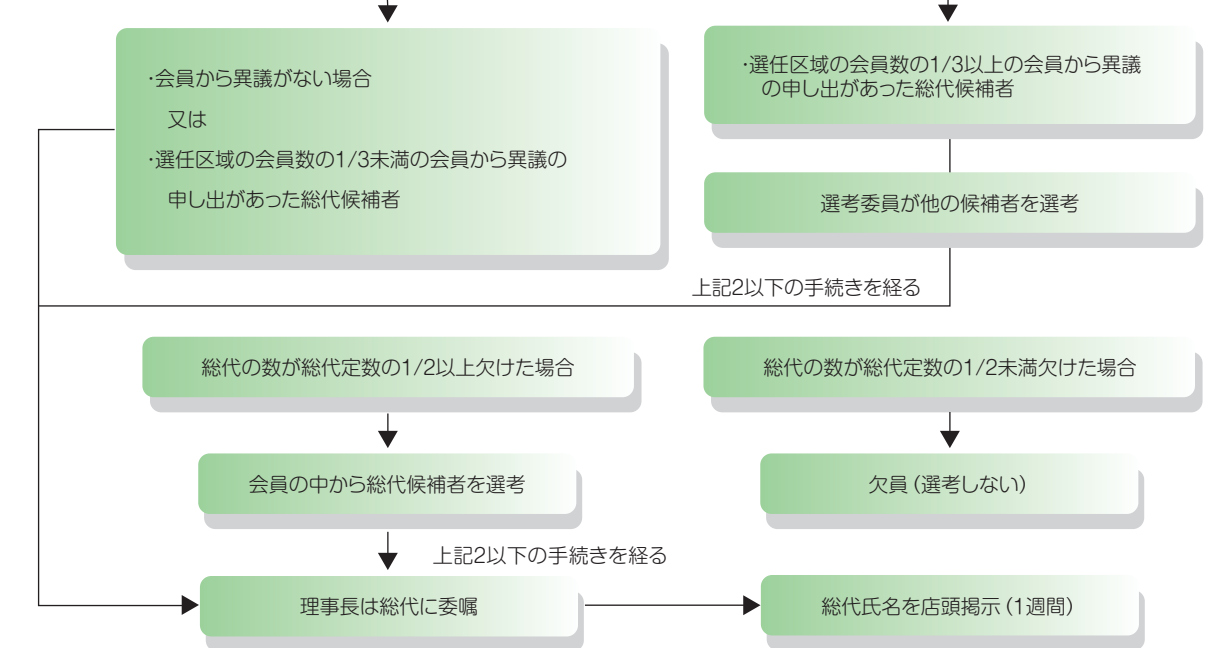 ・会員から異議がない場合
又は
・選任区域の会員数の1/3未満の会員から異議の
申し出があった総代候補者
・選任区域の会員数の1/3以上の会員から異議
の申し出があった総代候補者
選考委員が他の候補者を選考
上記2以下の手続きを経る
総代の数が総代定数の1/2以上欠けた場合
総代の数が総代定数の1/2未満欠けた場合
会員の中から総代候補者を選考
欠員（選考しない）
上記2以下の手続きを経る
理事長は総代に委嘱
総代氏名を店頭掲示（1週間）